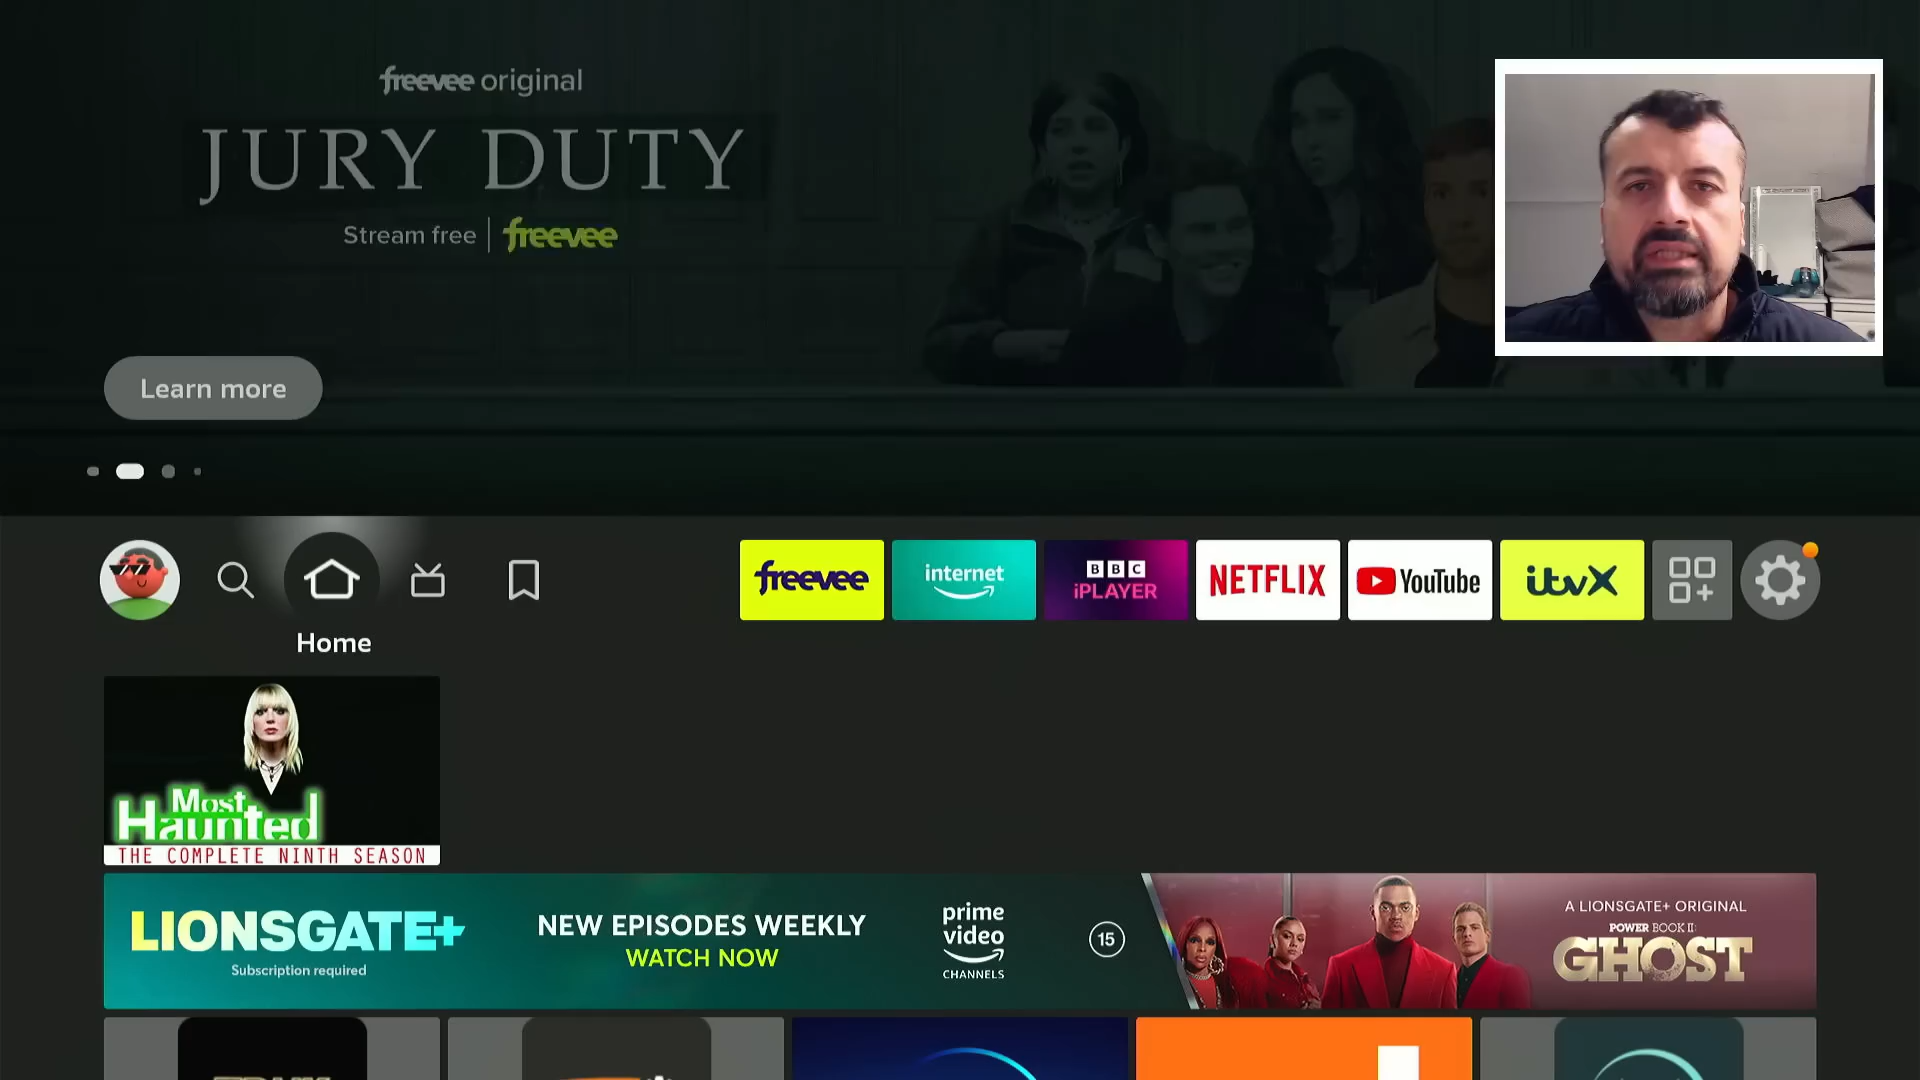 freevee original
JURY DUTY
Stream free | freevee
Learn more
freevee
internet
BBC
iPLAYER
NETFLIX
YouTube
itvX
Home
Most
Haunted
THE COMPLETE NINTH SEASON
LIONSGATE+
Subscription required
NEW EPISODES WEEKLY
WATCH NOW
prime
video
CHANNELS
15
A LIONSGATE+ ORIGINAL
POWER BOOK II:
GHOST